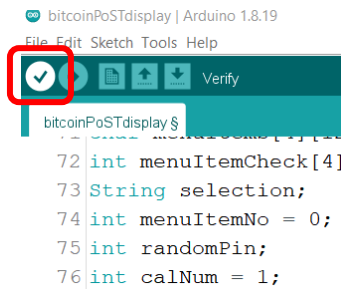 bitcoinPoSTdisplay | Arduino 1.8.19
File Edit Sketch Tools Help
Verify
bitcoinPoSTdisplay §
72 int menuItemCheck[4]
73 String selection;
74 int menuItemNo = 0;
75 int randomPin;
76 int calNum = 1;